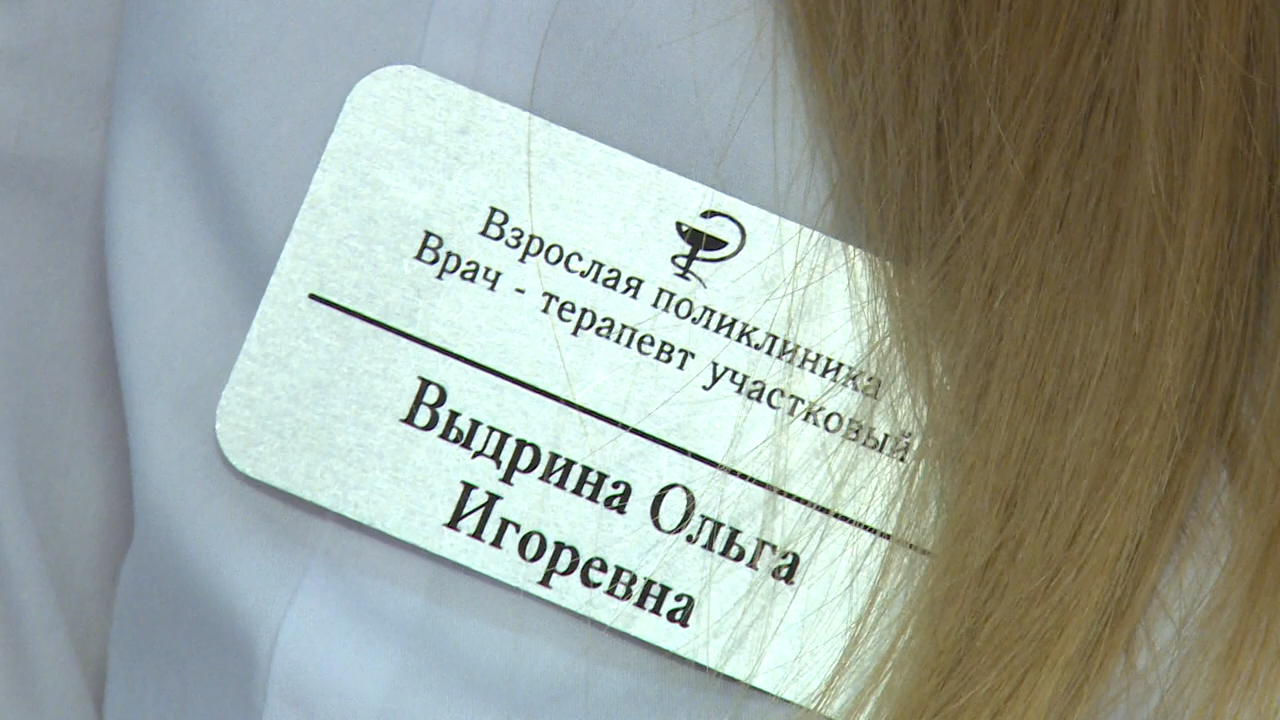 Взрослая поликлиника
Врач - терапевт участковый
Выдрина Ольга
Игоревна